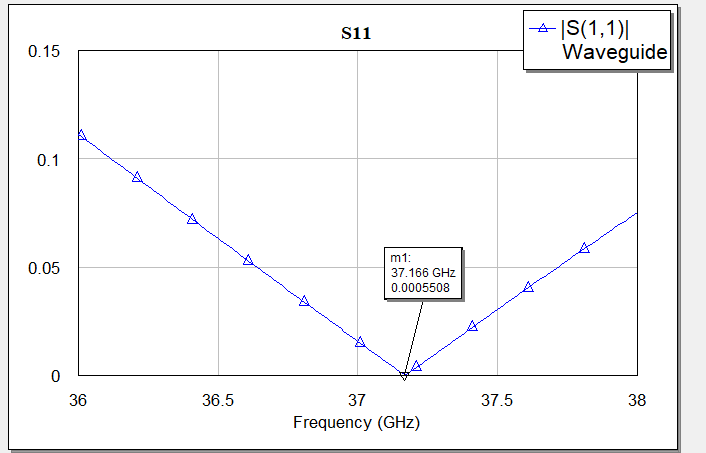 S11
|S(1,1)|
Waveguide
0.15
0.1
0.05
0
m1:
37.166 GHz
0.0005508
36 36.5 37 37.5 38
Frequency (GHz)